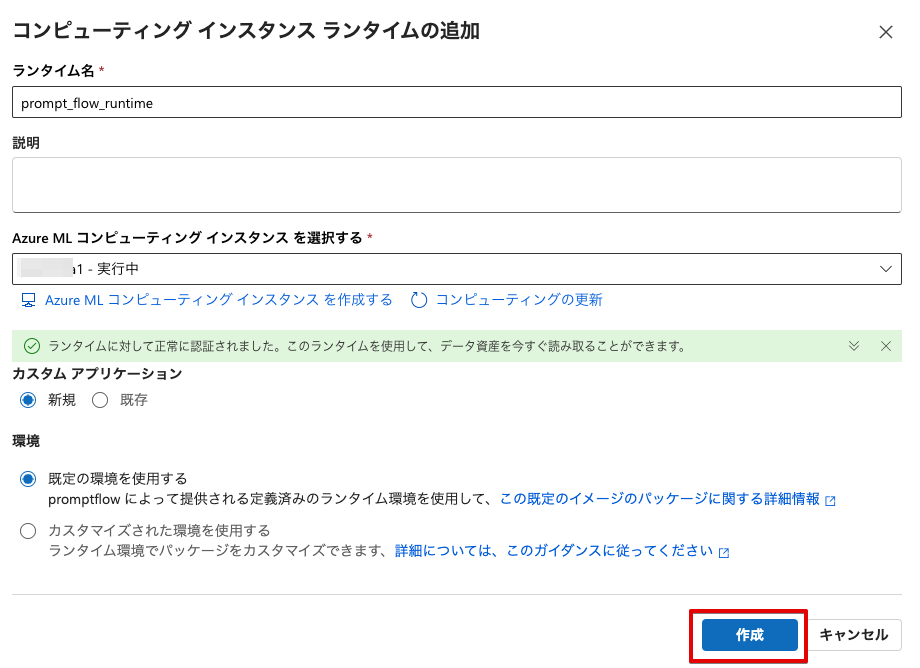 コンピューティング インスタンス ランタイムの追加
ランタイム名 *
prompt_flow_runtime
説明
Azure ML コンピューティング インスタンス を選択する *
a1 - 実行中
Azure ML コンピューティング インスタンス を作成する コンピューティングの更新
ランタイムに対して正常に認証されました。このランタイムを使用して、データ資産を今すぐ読み取ることができます。
カスタム アプリケーション
新規 既存
環境
既定の環境を使用する
promptflow によって提供される定義済みのランタイム環境を使用して、この既定のイメージのパッケージに関する詳細情報
カスタマイズされた環境を使用する
ランタイム環境でパッケージをカスタマイズできます、詳細については、このガイダンスに従ってください
作成 キャンセル